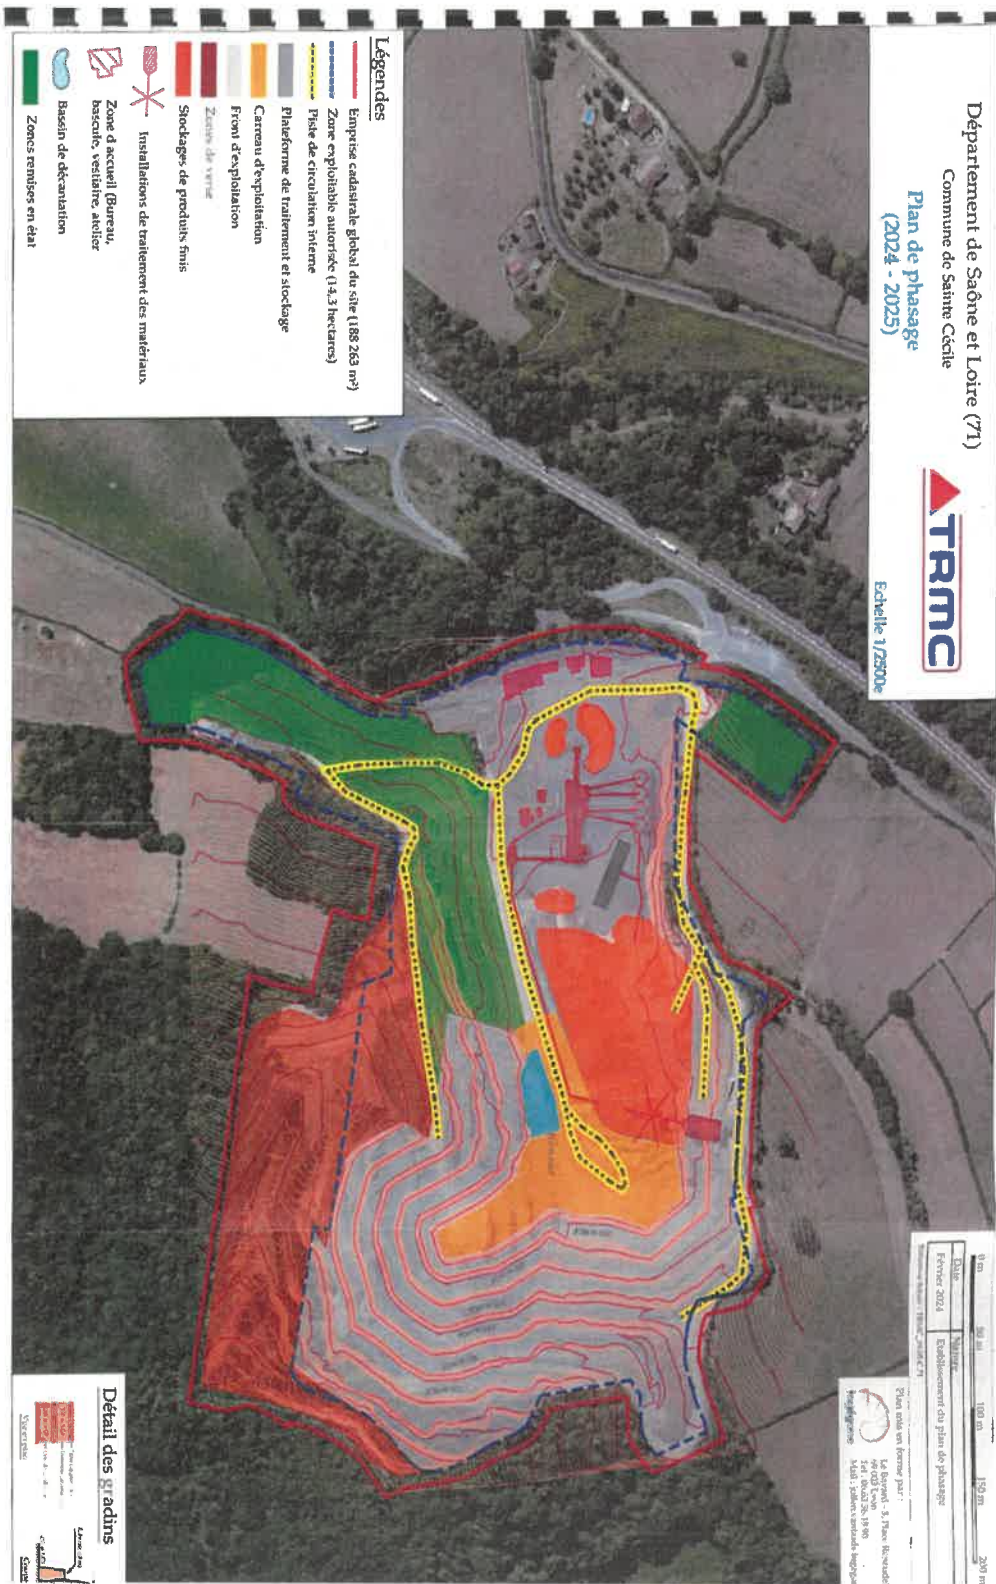 Département de Saône et Loire (71)
Commune de Sainte Cécile
Plan de phasage
(2024 - 2025)
TRMC
Echelle 1/2500e
Légendes
Emprise cadastrale global du site (188 263 m²)
Zone exploitable autorisée (14,3 hectares)
Piste de circulation interne
Plateforme de traitement et stockage
Carreau d'exploitation
Front d'exploitation
Zones de verse
Stockages de produits finis
Installations de traitement des matériaux
Zone d accueil (Bureau,
bascule, vestiaire, atelier
Bassin de décantation
Zones remises en état
0 m 50 m 100 m 150 m 200 m
Date
Février 2024
Etablissement du plan de phasage
Plan mis en forme par :
Détail des gradins